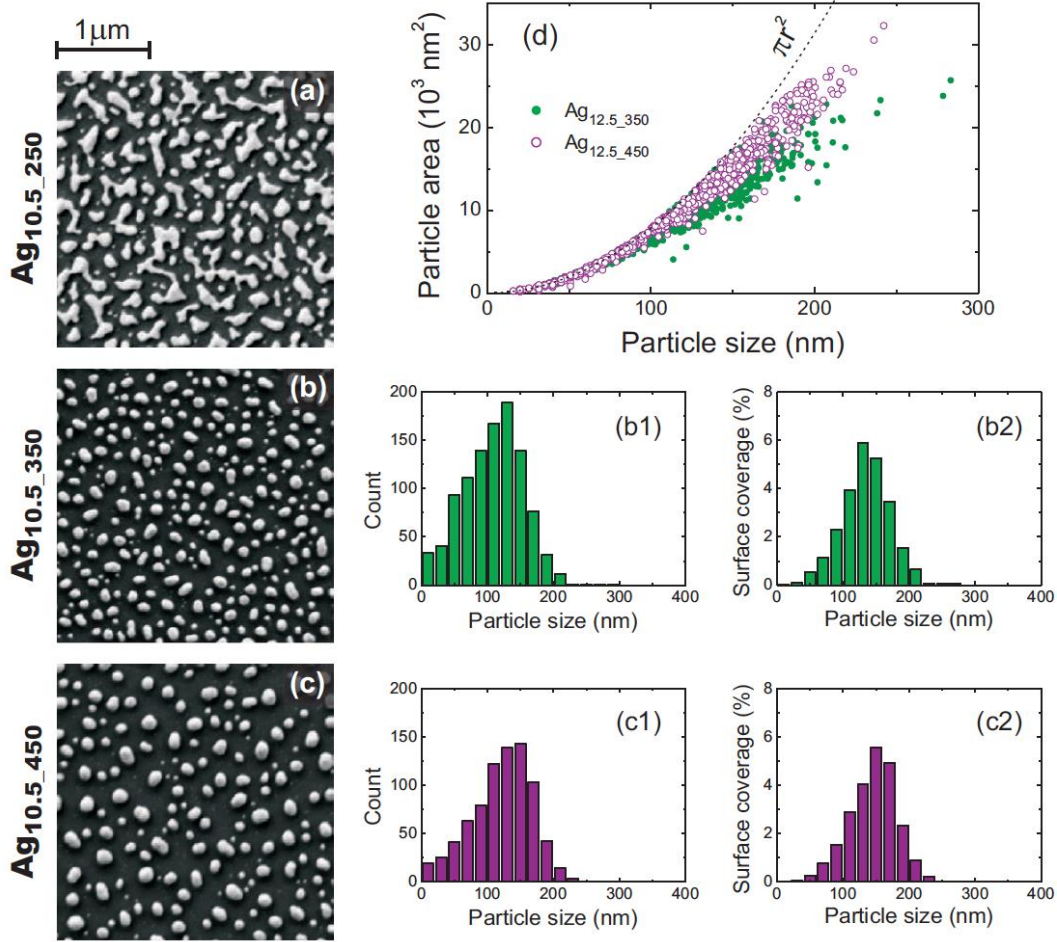 1μm
(a)
Ag10.5_250
(b)
Ag10.5_350
(c)
Ag10.5_450
(d)
πr²
Ag12.5_350
Ag12.5_450
Particle area (10³ nm²)
30
20
10
0
0 100 200 300
Particle size (nm)
(b1)
Count
200
150
100
50
0
0 100 200 300 400
Particle size (nm)
(b2)
Surface coverage (%)
8
6
4
2
0
0 100 200 300 400
Particle size (nm)
(c1)
Count
200
150
100
50
0
0 100 200 300 400
Particle size (nm)
(c2)
Surface coverage (%)
8
6
4
2
0
0 100 200 300 400
Particle size (nm)